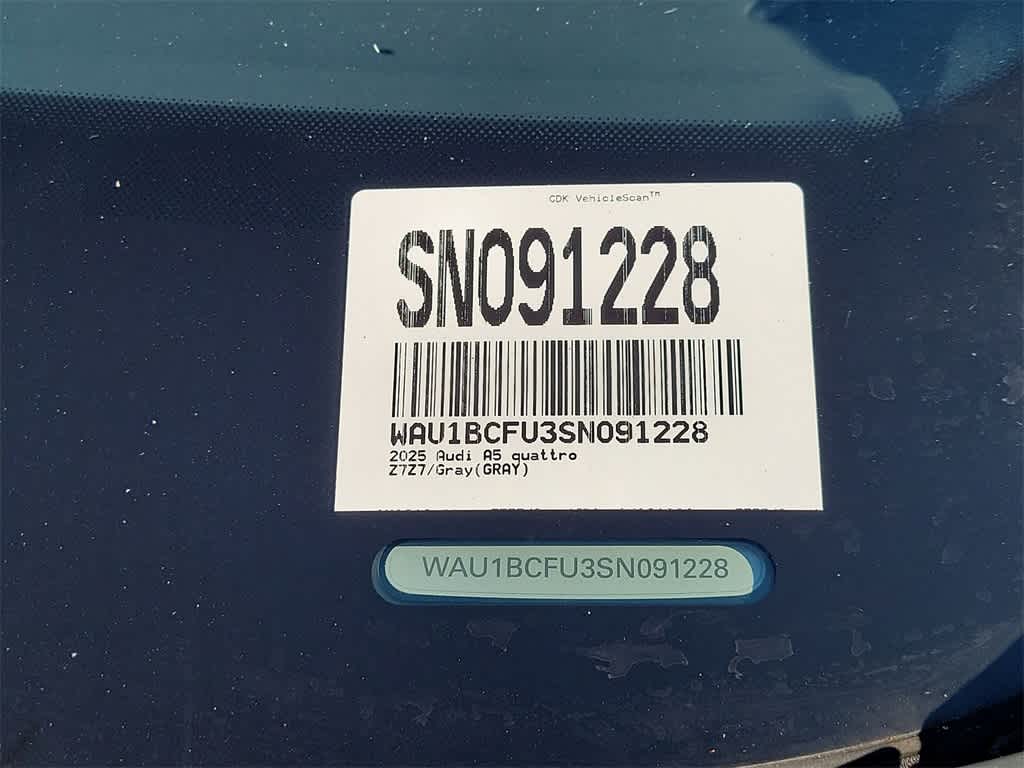 CDK VehicleScan™
SN091228
WAU1BCFU3SN091228
2025 Audi A5 quattro
Z7Z7/Gray(GRAY)
WAU1BCFU3SN091228